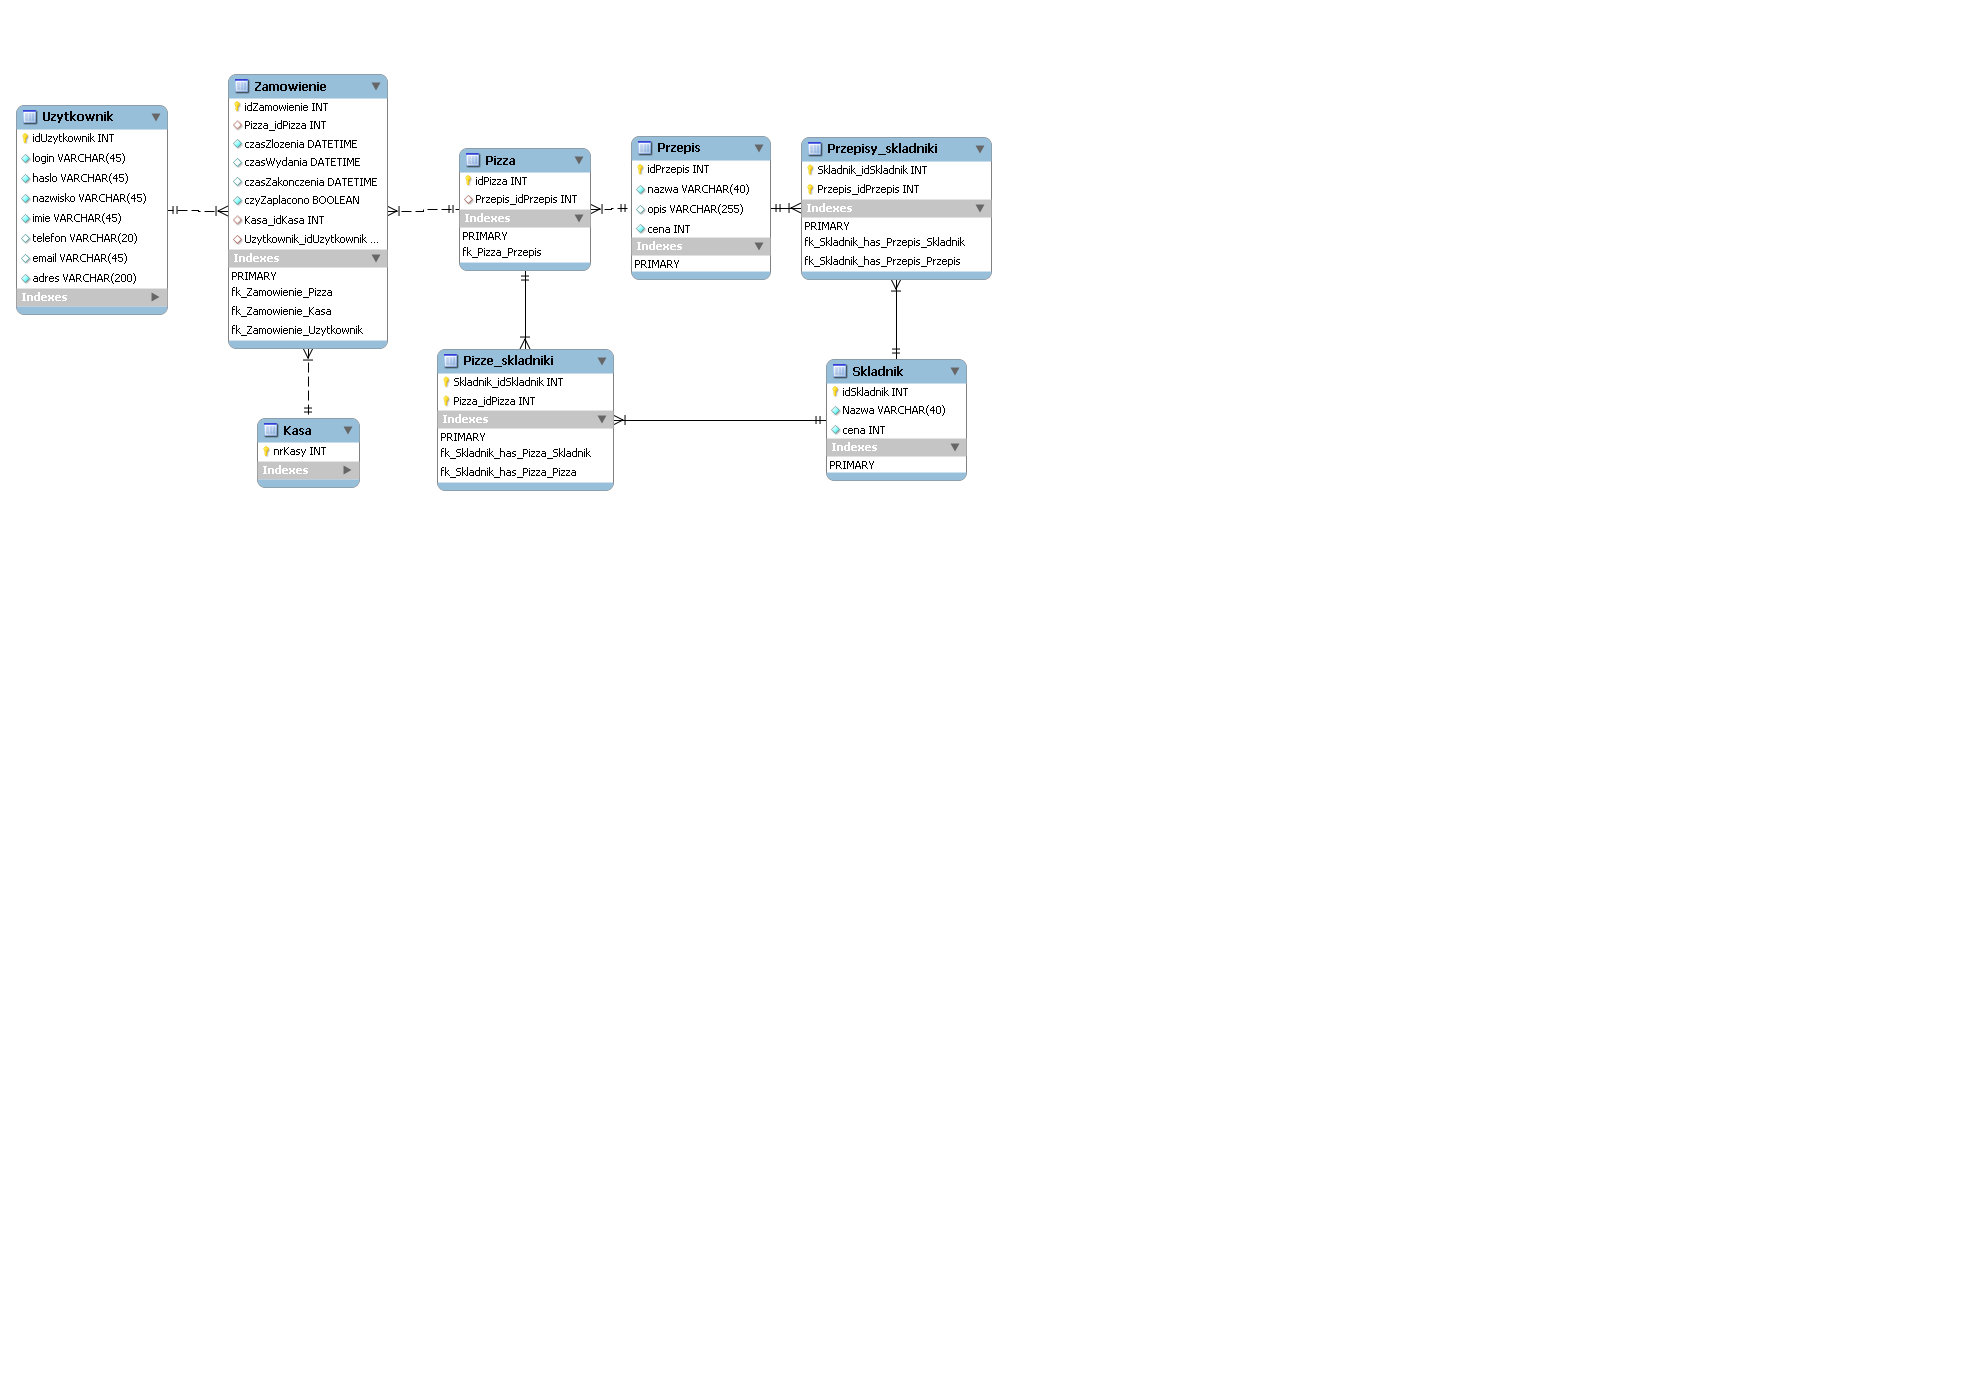 Uzytkownik
idUzytkownik INT
login VARCHAR(45)
haslo VARCHAR(45)
nazwisko VARCHAR(45)
imie VARCHAR(45)
telefon VARCHAR(20)
email VARCHAR(45)
adres VARCHAR(200)
Indexes
Zamowienie
idZamowienie INT
Pizza_idPizza INT
czasZlozenia DATETIME
czasWydania DATETIME
czasZakonczenia DATETIME
czyZaplacono BOOLEAN
Kasa_idKasa INT
Uzytkownik_idUzytkownik ...
Indexes
PRIMARY
fk_Zamowienie_Pizza
fk_Zamowienie_Kasa
fk_Zamowienie_Uzytkownik
Kasa
nrKasy INT
Indexes
Pizza
idPizza INT
Przepis_idPrzepis INT
Indexes
PRIMARY
fk_Pizza_Przepis
Pizze_skladniki
Skladnik_idSkladnik INT
Pizza_idPizza INT
Indexes
PRIMARY
fk_Skladnik_has_Pizza_Skladnik
fk_Skladnik_has_Pizza_Pizza
Przepis
idPrzepis INT
nazwa VARCHAR(40)
opis VARCHAR(255)
cena INT
Indexes
PRIMARY
Przepisy_skladniki
Skladnik_idSkladnik INT
Przepis_idPrzepis INT
Indexes
PRIMARY
fk_Skladnik_has_Przepis_Skladnik
fk_Skladnik_has_Przepis_Przepis
Skladnik
idSkladnik INT
Nazwa VARCHAR(40)
cena INT
Indexes
PRIMARY